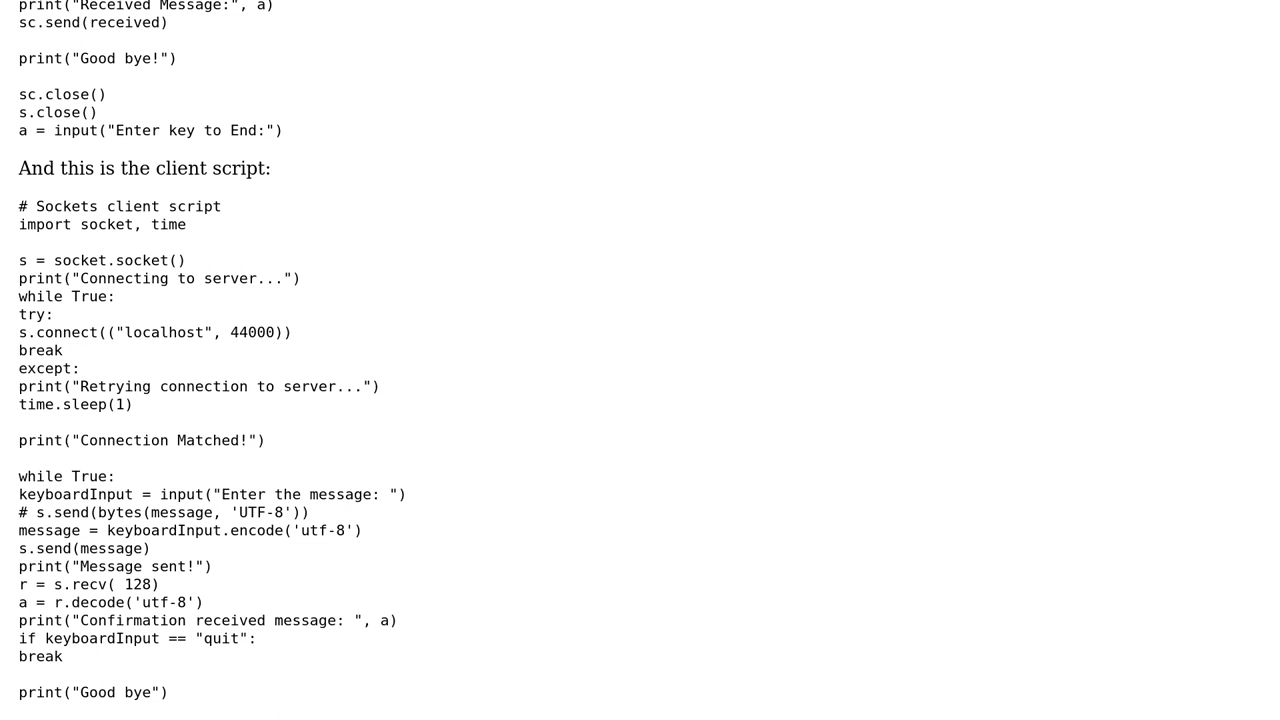 print("Received Message:", a)
sc.send(received)

print("Good bye!")

sc.close()
s.close()
a = input("Enter key to End:")

And this is the client script:

# Sockets client script
import socket, time

s = socket.socket()
print("Connecting to server...")
while True:
try:
s.connect(("localhost", 44000))
break
except:
print("Retrying connection to server...")
time.sleep(1)

print("Connection Matched!")

while True:
keyboardInput = input("Enter the message: ")
# s.send(bytes(message, 'UTF-8'))
message = keyboardInput.encode('utf-8')
s.send(message)
print("Message sent!")
r = s.recv( 128)
a = r.decode('utf-8')
print("Confirmation received message: ", a)
if keyboardInput == "quit":
break

print("Good bye")